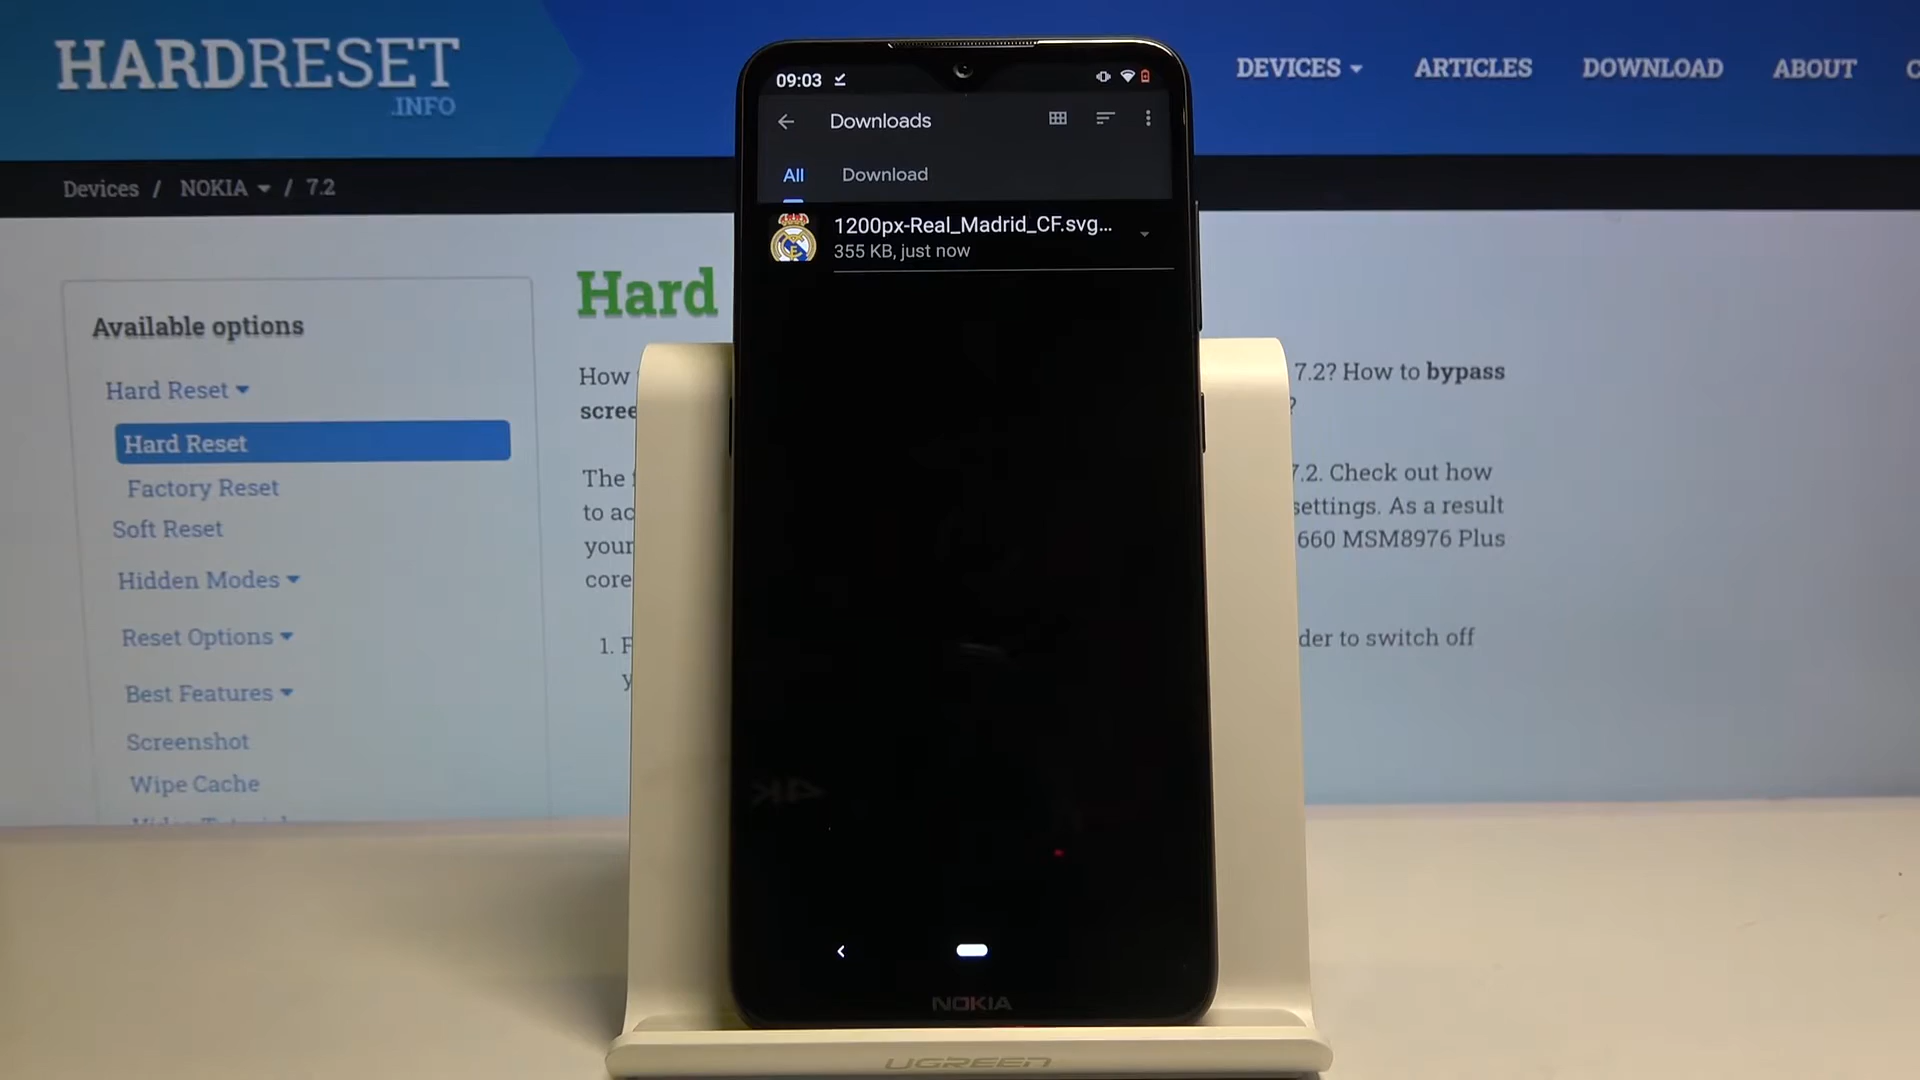 HARDRESET
.INFO
DEVICES
ARTICLES
DOWNLOAD
ABOUT
Devices / NOKIA / 7.2
Available options
Hard Reset
Hard Reset
Factory Reset
Soft Reset
Hidden Modes
Reset Options
Best Features
Screenshot
Wipe Cache
Hard
How
7.2? How to bypass
?
The
7.2. Check out how
to
settings. As a result
your
660 MSM8976 Plus
core
1.
to switch off
09:03
Downloads
All
Download
1200px-Real_Madrid_CF.svg...
355 KB, just now
4K
NOKIA
UGREEN